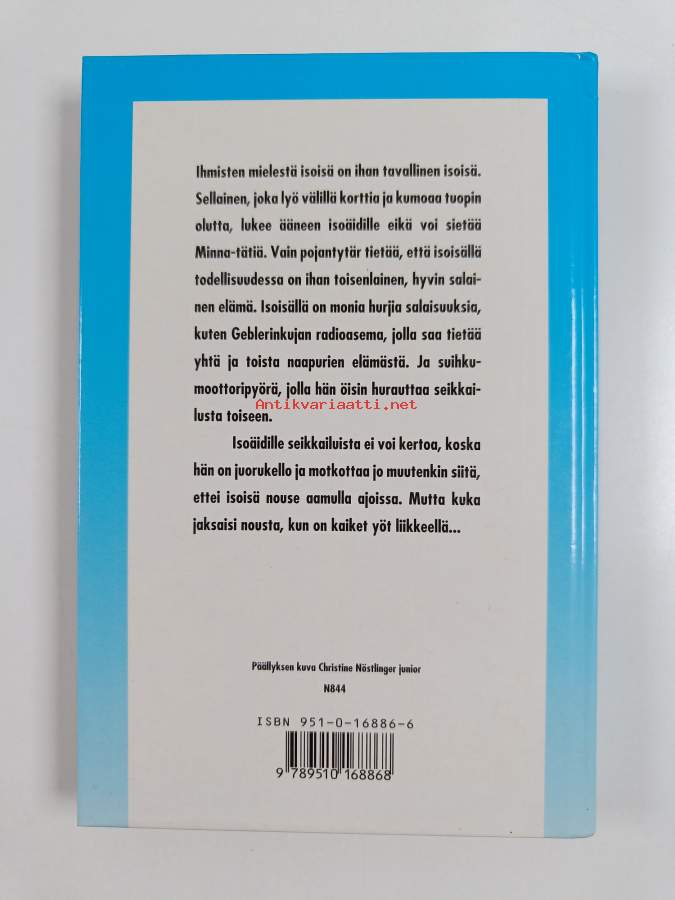 Ihmisten mielestä isoisä on ihan tavallinen isoisä.
Sellainen, joka lyö välillä korttia ja kumoaa tuopin
olutta, lukee ääneen isoäidille eikä voi sietää
Minna-tätiä. Vain pojantytär tietää, että isoisällä
todellisuudessa on ihan toisenlainen, hyvin salai-
nen elämä. Isoisällä on monia hurjia salaisuuksia,
kuten Geblerinkujan radioasema, jolla saa tietää
yhtä ja toista naapurien elämästä. Ja suihku-
moottoripyörä, jolla hän öisin hurauttaa seikkai-
Antikvariaatti.net
lusta toiseen.
Isoäidille seikkailuista ei voi kertoa, koska
hän on juorukello ja motkottaa jo muutenkin siitä,
ettei isoisä nouse aamulla ajoissa. Mutta kuka
jaksaisi nousta, kun on kaiket yöt liikkeellä...
Päällyksen kuva Christine Nöstlinger junior
N844
ISBN 951-0-16886-6
9 789510 168868